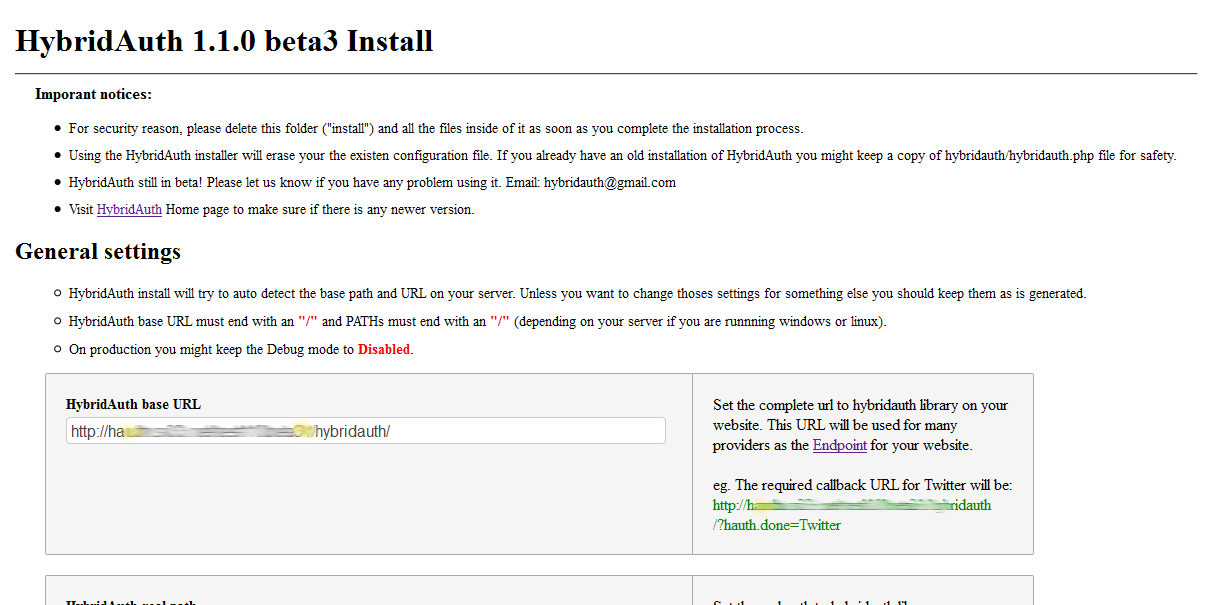 HybridAuth 1.1.0 beta3 Install
Imporant notices:
For security reason, please delete this folder ("install") and all the files inside of it as soon as you complete the installation process.
Using the HybridAuth installer will erase your the existen configuration file. If you already have an old installation of HybridAuth you might keep a copy of hybridauth/hybridauth.php file for safety.
HybridAuth still in beta! Please let us know if you have any problem using it. Email: hybridauth@gmail.com
Visit HybridAuth Home page to make sure if there is any newer version.
General settings
HybridAuth install will try to auto detect the base path and URL on your server. Unless you want to change thoses settings for something else you should keep them as is generated.
HybridAuth base URL must end with an "/" and PATHs must end with an "/" (depending on your server if you are runnning windows or linux).
On production you might keep the Debug mode to Disabled.
HybridAuth base URL
http://ha hybridauth/
Set the complete url to hybridauth library on your
website. This URL will be used for many
providers as the Endpoint for your website.
eg. The required callback URL for Twitter will be:
http://h ridauth
/?hauth.done=Twitter